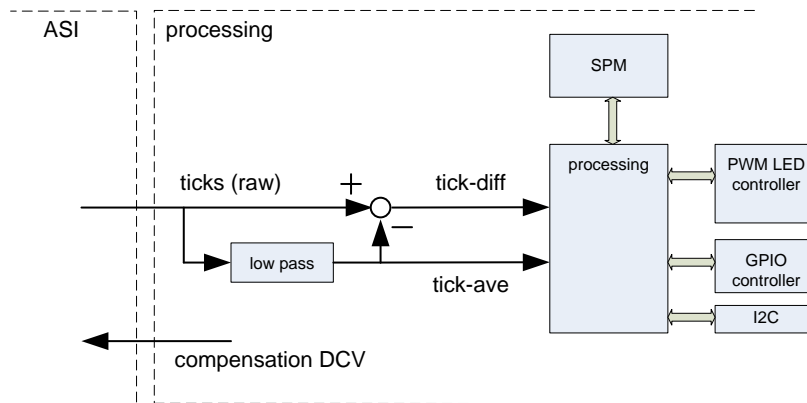 ASI
processing
SPM
processing
PWM LED
controller
ticks (raw)
+
tick-diff
−
low pass
tick-ave
GPIO
controller
I2C
compensation DCV